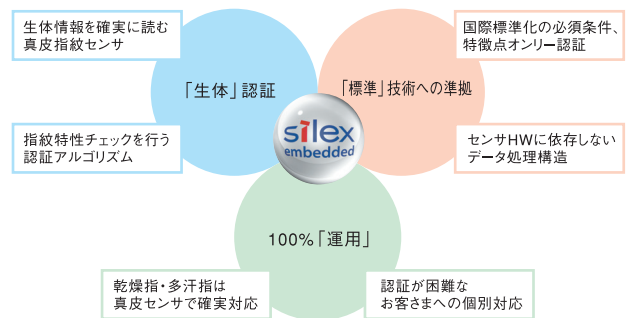 生体情報を確実に読む
真皮指紋センサ
国際標準化の必須条件、
特徴点オンリー認証
「生体」認証
「標準」技術への準拠
silex
embedded
指紋特性チェックを行う
認証アルゴリズム
センサHWに依存しない
データ処理構造
100%「運用」
乾燥指・多汗指は
真皮センサで確実対応
認証が困難な
お客さまへの個別対応